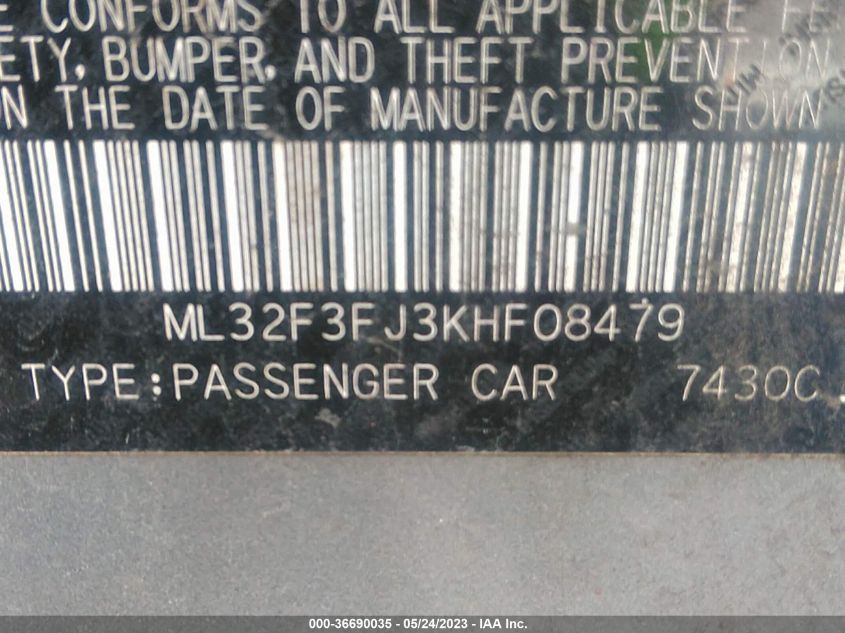 E CONFORMS TO ALL APPLICABLE FE
ETY, BUMPER, AND THEFT PREVENTION
N THE DATE OF MANUFACTURE SHOWN
ML32F3FJ3KHF08479
TYPE:PASSENGER CAR 7430C
000-36690035 - 05/24/2023 - IAA Inc.